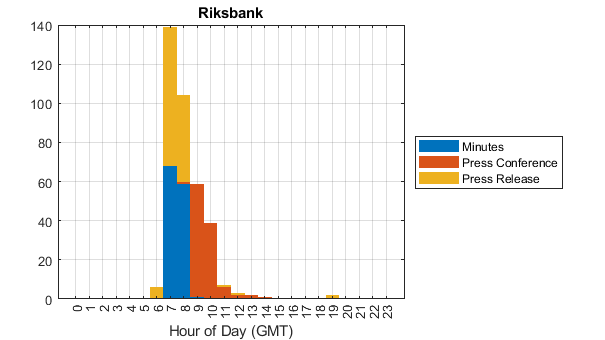 Riksbank
140
120
100
80
60
40
20
0
0 1 2 3 4 5 6 7 8 9 10 11 12 13 14 15 16 17 18 19 20 21 22 23
Hour of Day (GMT)
Minutes
Press Conference
Press Release